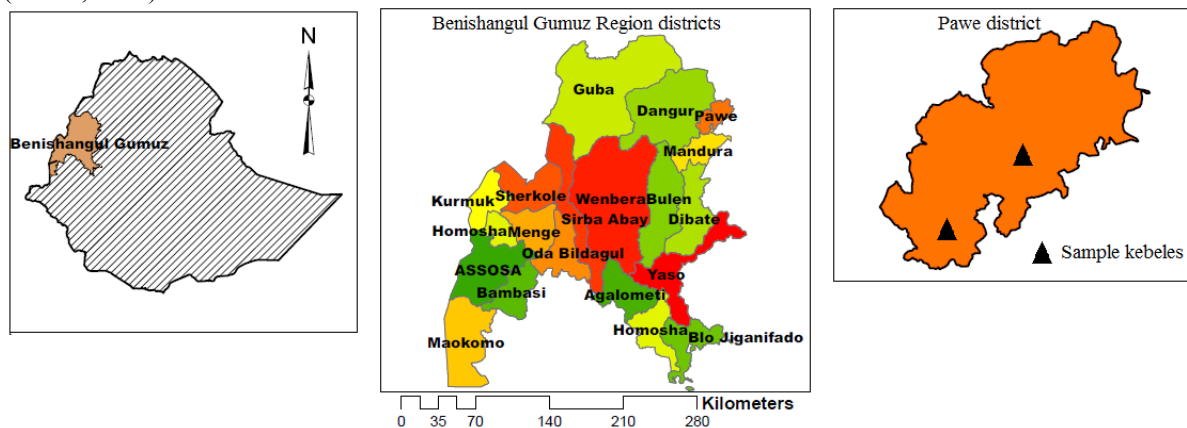 N
Benishangul Gumuz
Benishangul Gumuz Region districts
Guba
Dangur
Pawe
Mandura
Kurmuk
Sherkole
Wenbera
Bulen
Homosha
Menge
Sirba Abay
Dibate
Oda Bildagul
ASSOSA
Yaso
Bambasi
Agalometi
Homosha
Blo Jiganifado
Maokomo
Kilometers
0 35 70 140 210 280
Pawe district
Sample kebeles